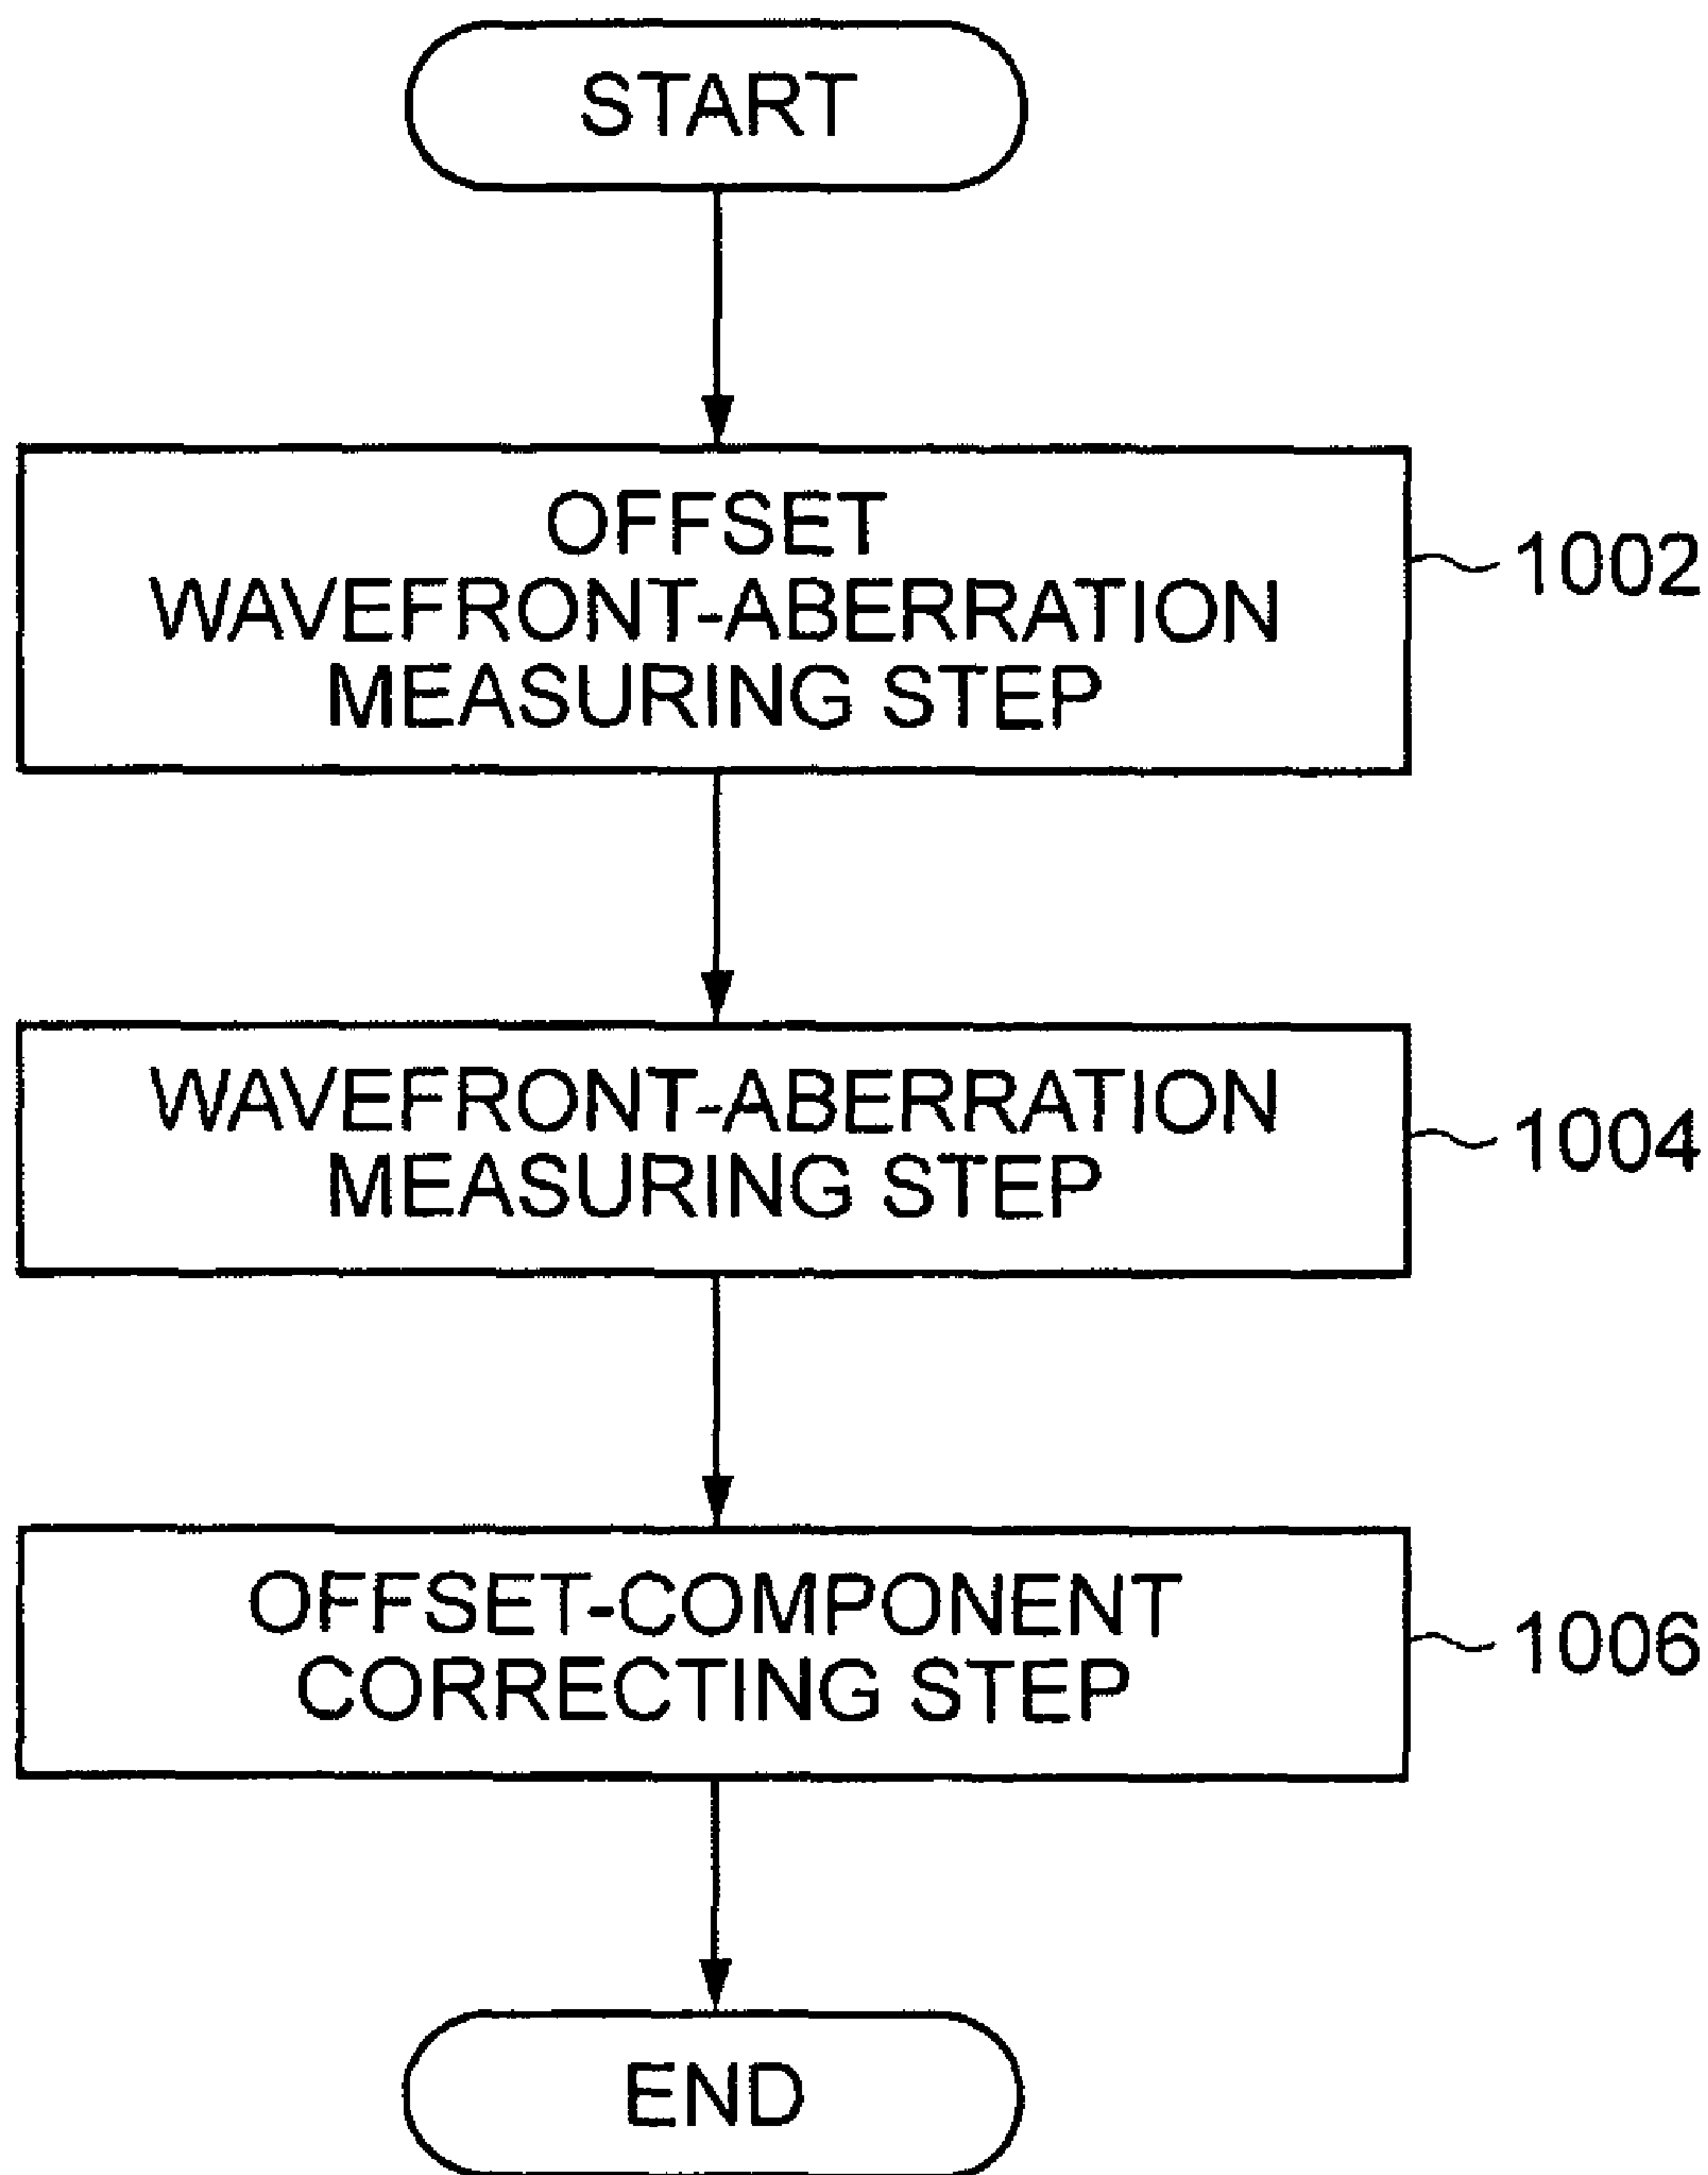 START
OFFSET
WAVEFRONT-ABERRATION
MEASURING STEP
1002
WAVEFRONT-ABERRATION
MEASURING STEP
1004
OFFSET-COMPONENT
CORRECTING STEP
1006
END